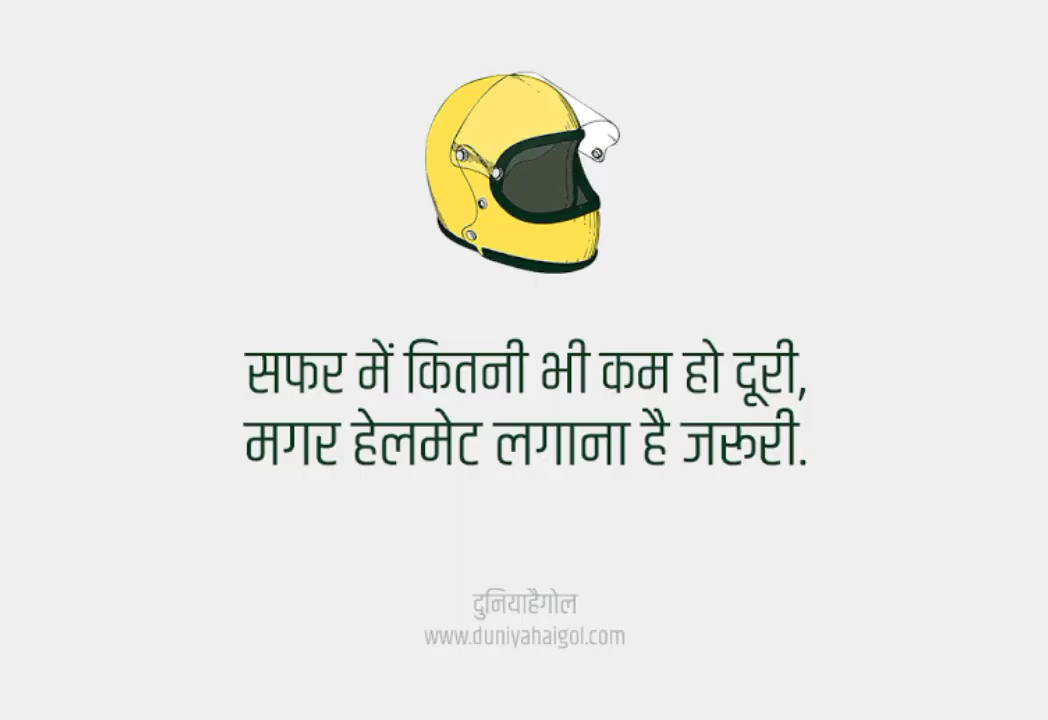 सफर में कितनी भी कम हो दूरी,
मगर हेलमेट लगाना है जरूरी.
दुनियाहैगोल
www.duniyahaigol.com